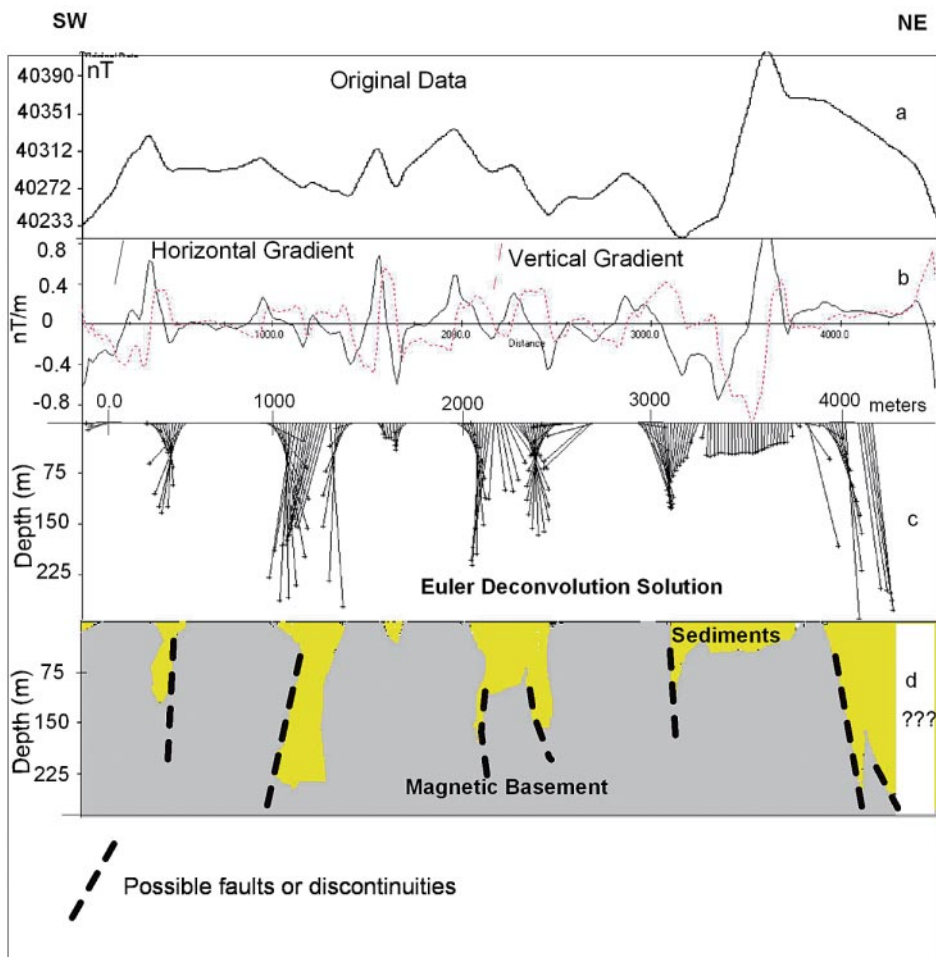 SW NE
nT
Original Data
a
40390
40351
40312
40272
40233
Horizontal Gradient
Vertical Gradient
b
nT/m
0.8
0.4
0
-0.4
-0.8
1000.0 3000.0 4000.0
Distance
0.0 1000 2000 3000 4000 meters
Depth (m)
75
150
225
c
Euler Deconvolution Solution
Sediments
d
???
Depth (m)
75
150
225
Magnetic Basement
Possible faults or discontinuities